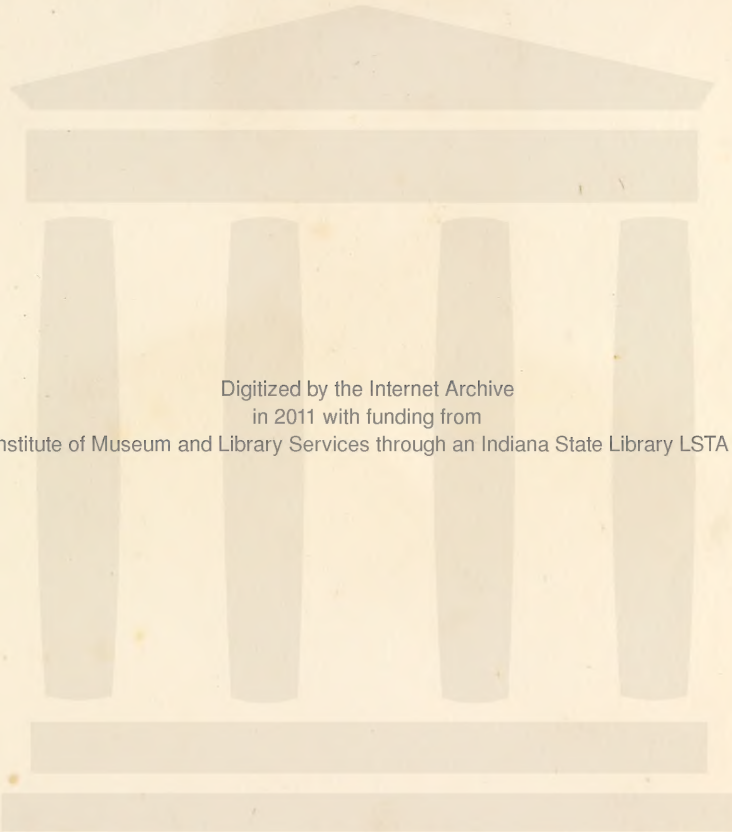 Digitized by the Internet Archive
in 2011 with funding from
nstitute of Museum and Library Services through an Indiana State Library LSTA